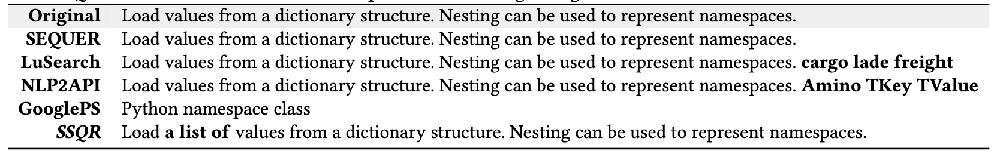 Original Load values from a dictionary structure. Nesting can be used to represent namespaces.
SEQUER Load values from a dictionary structure. Nesting can be used to represent namespaces.
LuSearch Load values from a dictionary structure. Nesting can be used to represent namespaces. cargo lade freight
NLP2API Load values from a dictionary structure. Nesting can be used to represent namespaces. Amino TKey TValue
GooglePS Python namespace class
SSQR Load a list of values from a dictionary structure. Nesting can be used to represent namespaces.